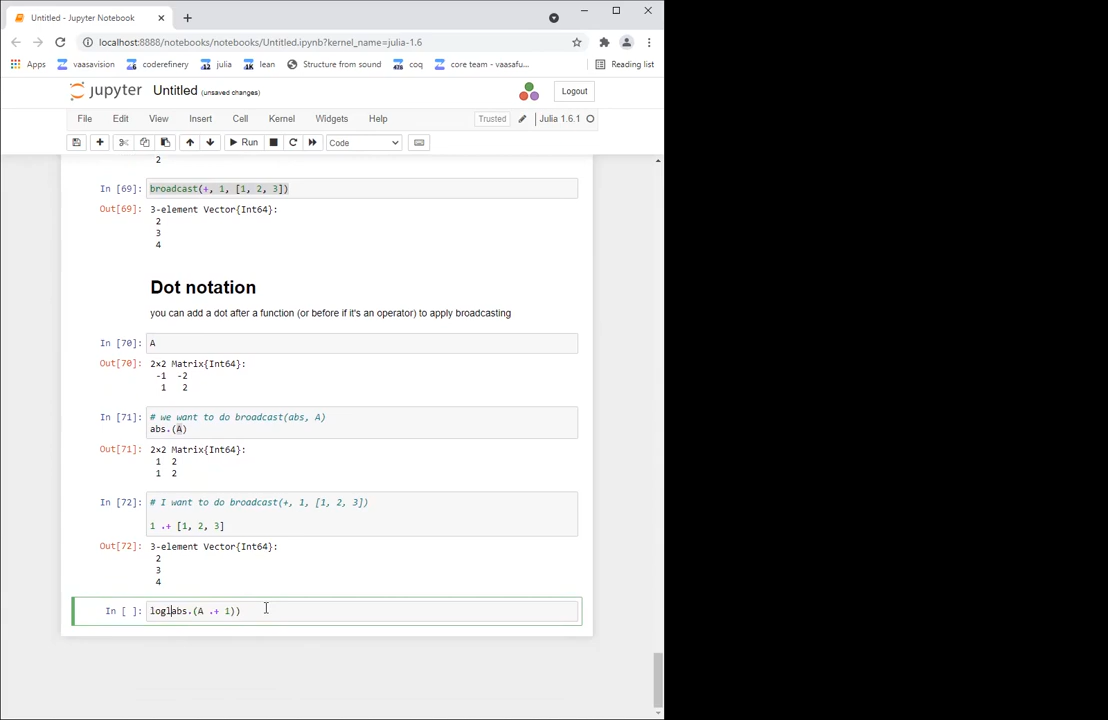 Untitled - Jupyter Notebook
localhost:8888/notebooks/notebooks/Untitled.ipynb?kernel_name=julia-1.6
Apps vaasavision coderefinery julia lean Structure from sound coq core team - vaasafu... Reading list
jupyter Untitled (unsaved changes) Logout
File Edit View Insert Cell Kernel Widgets Help Trusted Julia 1.6.1
Run Code
2
In [69]: broadcast(+, 1, [1, 2, 3])
Out[69]: 3-element Vector{Int64}:
2
3
4
Dot notation
you can add a dot after a function (or before if it's an operator) to apply broadcasting
In [70]: A
Out[70]: 2×2 Matrix{Int64}:
-1 -2
1 2
In [71]: # we want to do broadcast(abs, A)
abs.(A)
Out[71]: 2×2 Matrix{Int64}:
1 2
1 2
In [72]: # I want to do broadcast(+, 1, [1, 2, 3])
1 .+ [1, 2, 3]
Out[72]: 3-element Vector{Int64}:
2
3
4
In [ ]: loglabs.(A .+ 1))